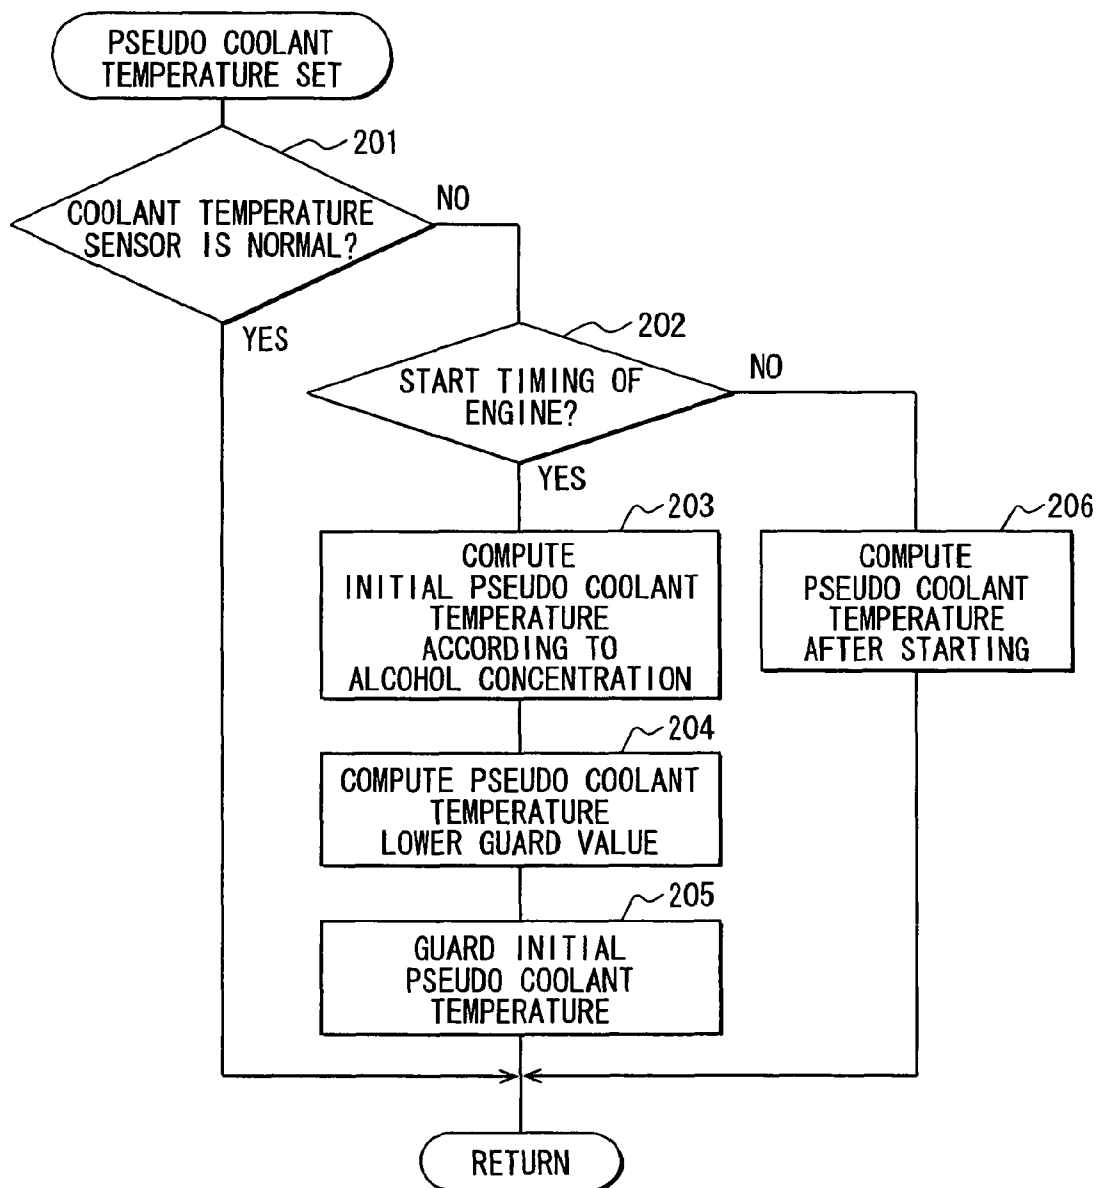 PSEUDO COOLANT
TEMPERATURE SET
201
COOLANT TEMPERATURE
SENSOR IS NORMAL?
NO
YES
202
START TIMING OF
ENGINE?
NO
YES
203
COMPUTE
INITIAL PSEUDO COOLANT
TEMPERATURE
ACCORDING TO
ALCOHOL CONCENTRATION
206
COMPUTE
PSEUDO COOLANT
TEMPERATURE
AFTER STARTING
204
COMPUTE PSEUDO COOLANT
TEMPERATURE
LOWER GUARD VALUE
205
GUARD INITIAL
PSEUDO COOLANT
TEMPERATURE
RETURN